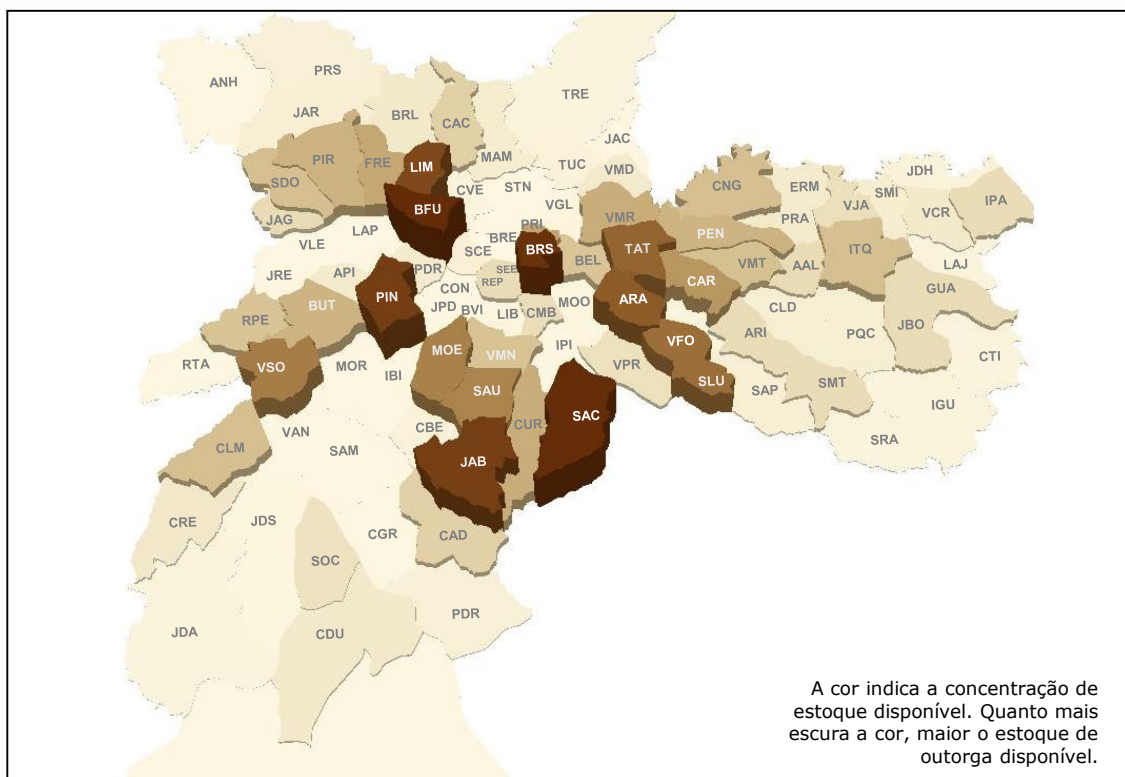 ANH
PRS
TRE
JAR
BRL
CAC
JAC
MAM
TUC
VMD
PIR
FRE
LIM
SDO
JAG
BFU
CVE
STN
VGL
CNG
ERM
JDH
SMI
VJA
VCR
IPA
VMR
PRA
PEN
VLE
LAP
PRI
BRE
BRS
SCE
TAT
ITQ
BEL
VMT
AAL
LAJ
JRE
API
PDR
SEE
REP
CON
CAR
GUA
PIN
BUT
RPE
JPD
BVI
LIB
CMB
MOO
ARA
CLD
ARI
PQC
JBO
CTI
RTA
VSO
MOR
IBI
MOE
VMN
IPI
VPR
VFO
SLU
SAP
SMT
IGU
SAU
SAC
SRA
CBE
CUR
VAN
CLM
SAM
JAB
CRE
JDS
CGR
CAD
SOC
JDA
CDU
PDR
A cor indica a concentração de
estoque disponível. Quanto mais
escura a cor, maior o estoque de
outorga disponível.